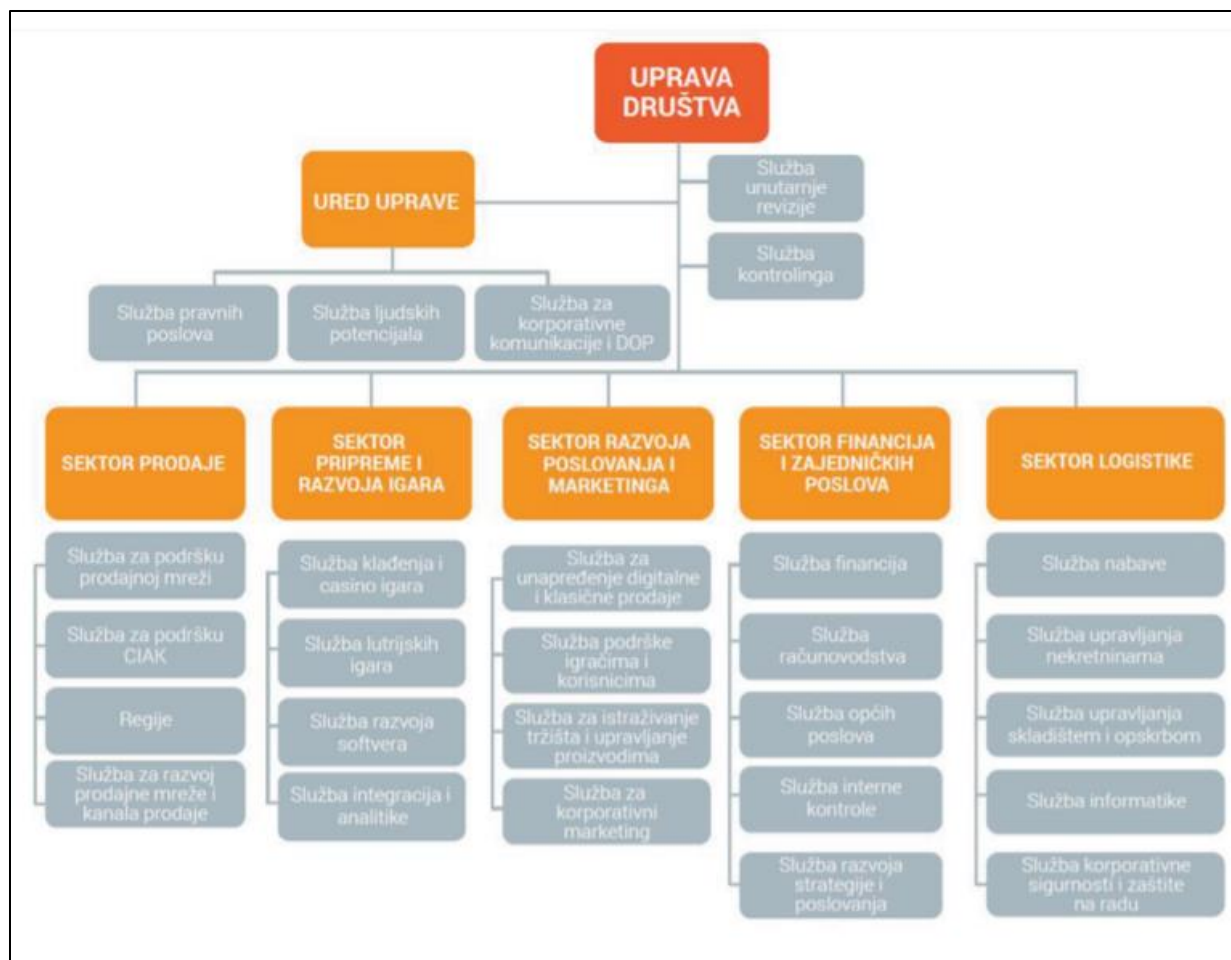 UPRAVA
DRUŠTVA
URED UPRAVE
Služba
unutarnje
revizije
Služba
kontrolinga
Služba pravnih
poslova
Služba ljudskih
potencijala
Služba za
korporativne
komunikacije i DOP
SEKTOR PRODAJE
SEKTOR
PRIPREME I
RAZVOJA IGARA
SEKTOR RAZVOJA
POSLOVANJA I
MARKETINGA
SEKTOR FINANCIJA
I ZAJEDNIČKIH
POSLOVA
SEKTOR LOGISTIKE
Služba za podršku
prodajnoj mreži
Služba za podršku
CIAK
Regije
Služba za razvoj
prodajne mreže i
kanala prodaje
Služba klađenja i
casino igara
Služba lutrijskih
igara
Služba razvoja
softvera
Služba integracija i
analitike
Služba za
unapređenje digitalne
i klasične prodaje
Služba podrške
igračima i
korisnicima
Služba za istraživanje
tržišta i upravljanje
proizvodima
Služba za
korporativni
marketing
Služba financija
Služba
računovodstva
Služba općih
poslova
Služba interne
kontrole
Služba razvoja
strategije i
poslovanja
Služba nabave
Služba upravljanja
nekretninama
Služba upravljanja
skladištem i opskrbom
Služba informatike
Služba korporativne
sigurnosti i zaštite
na radu